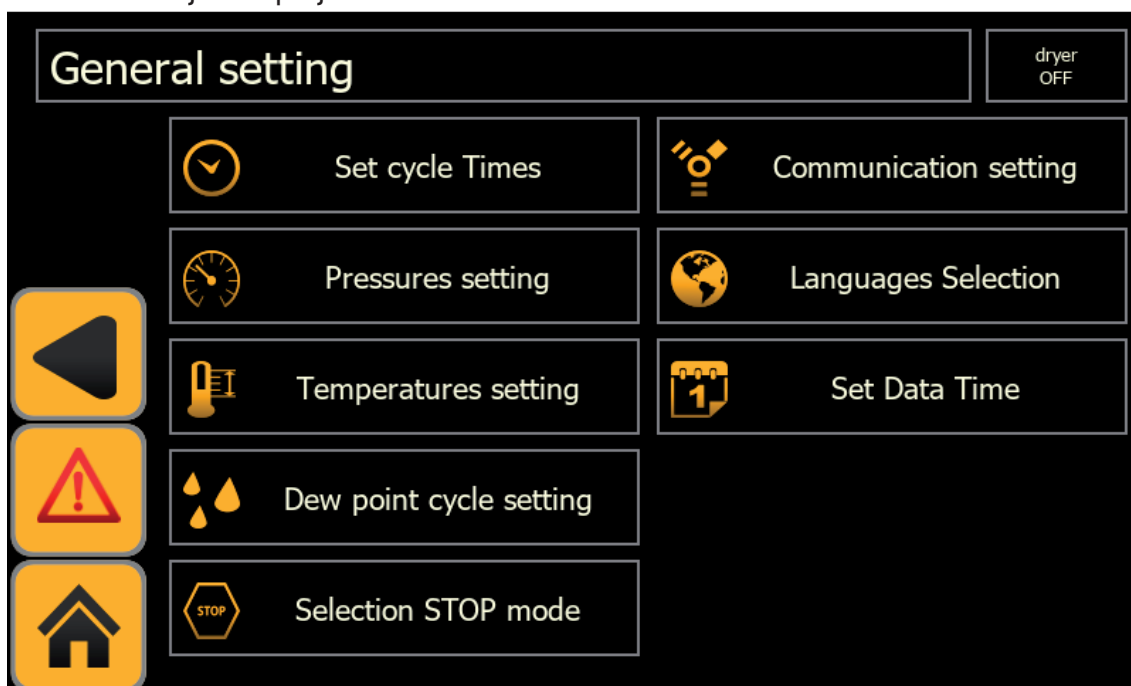 General setting
dryer
OFF
Set cycle Times
Communication setting
Pressures setting
Languages Selection
Temperatures setting
1
Set Data Time
Dew point cycle setting
STOP
Selection STOP mode